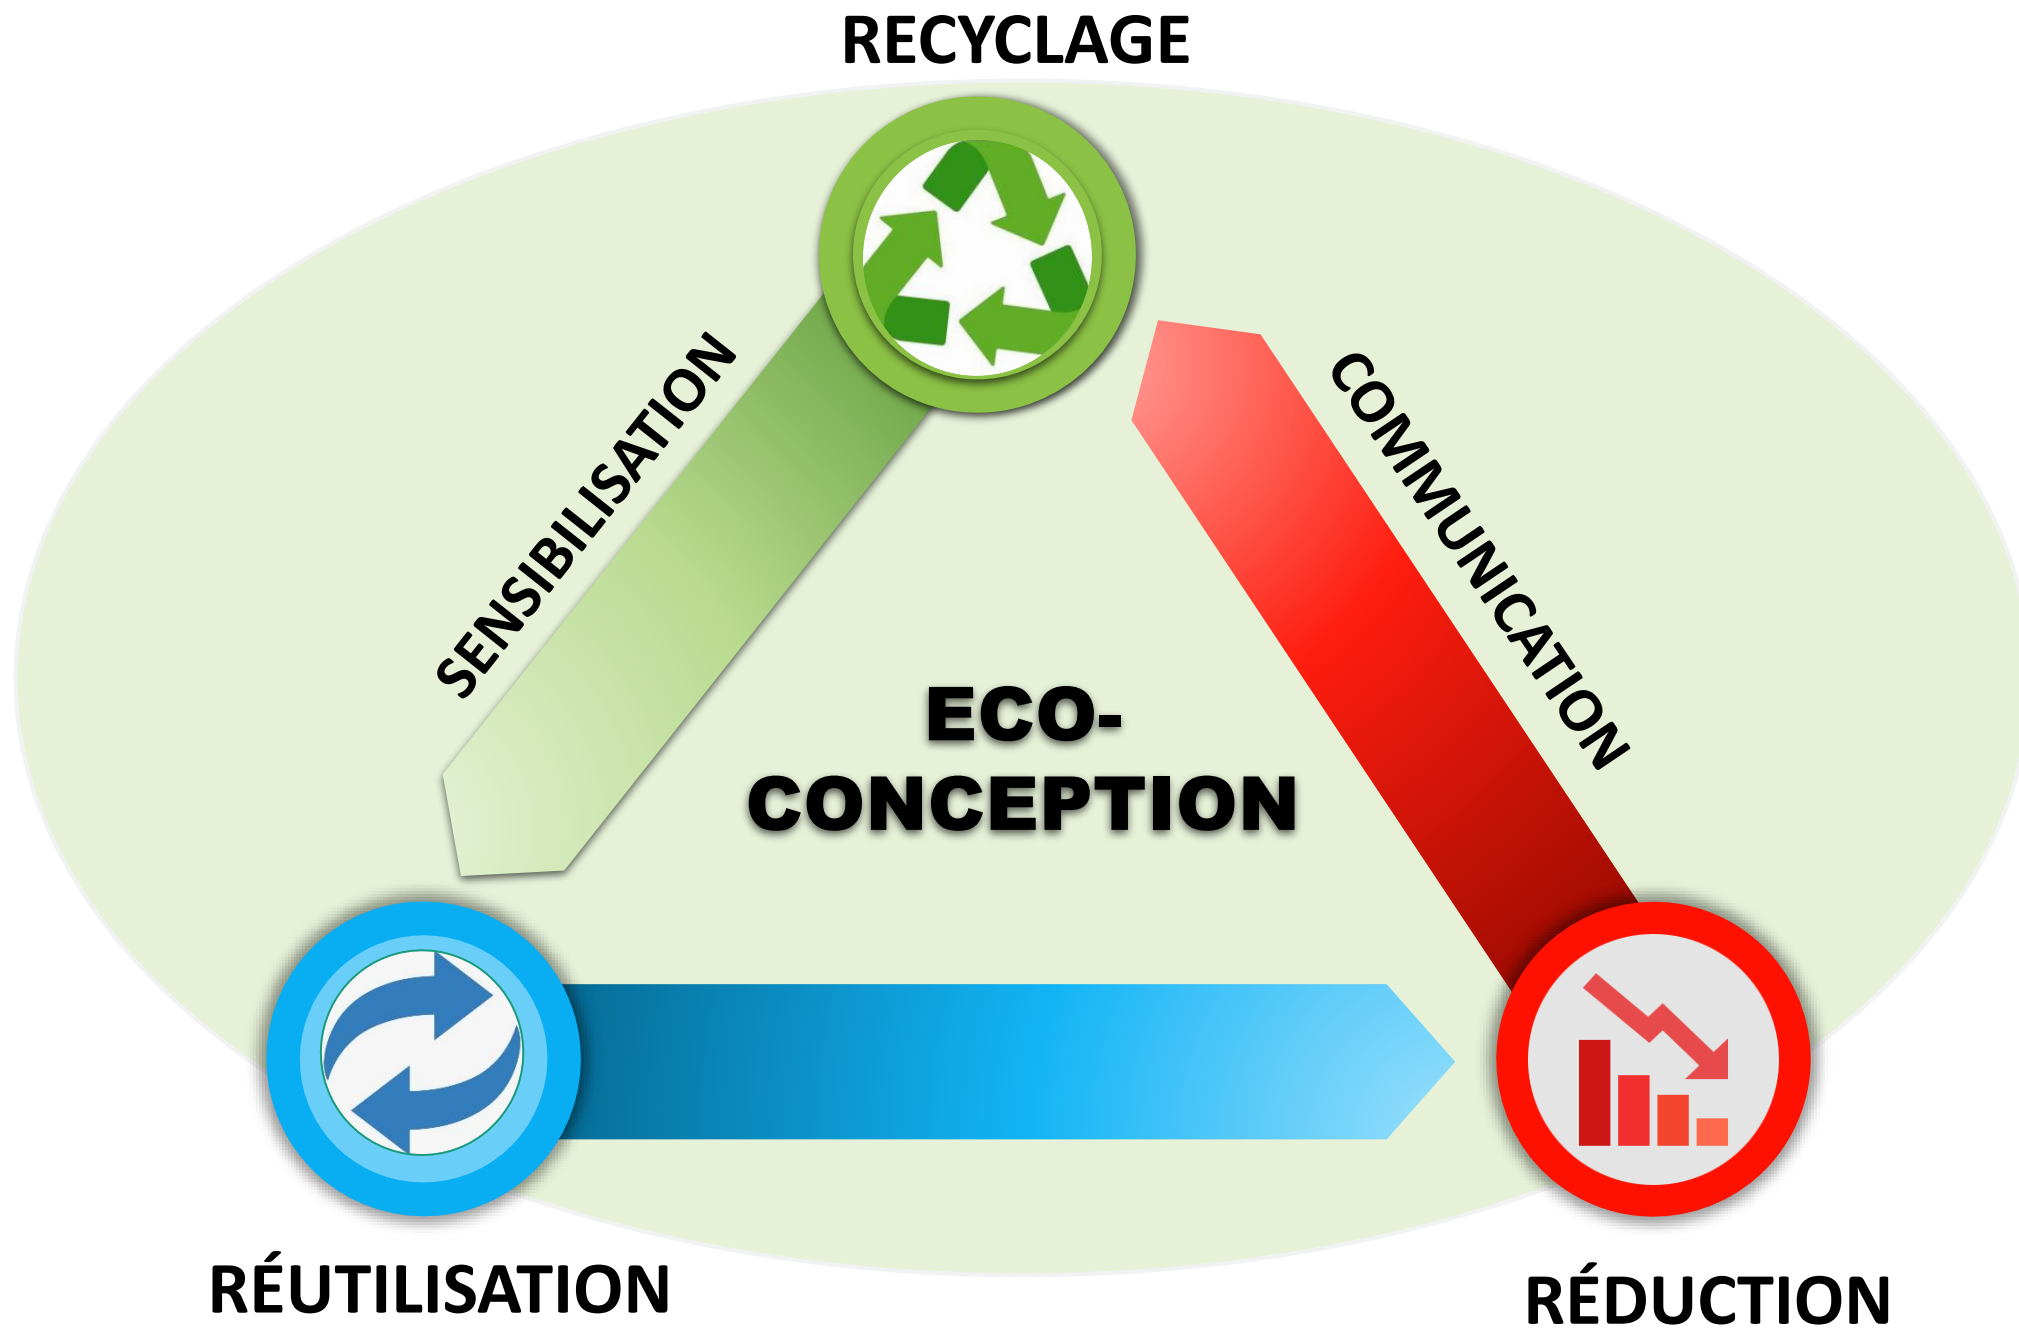 RECYCLAGE
SENSIBILISATION
COMMUNICATION
ECO-
CONCEPTION
RÉUTILISATION
RÉDUCTION